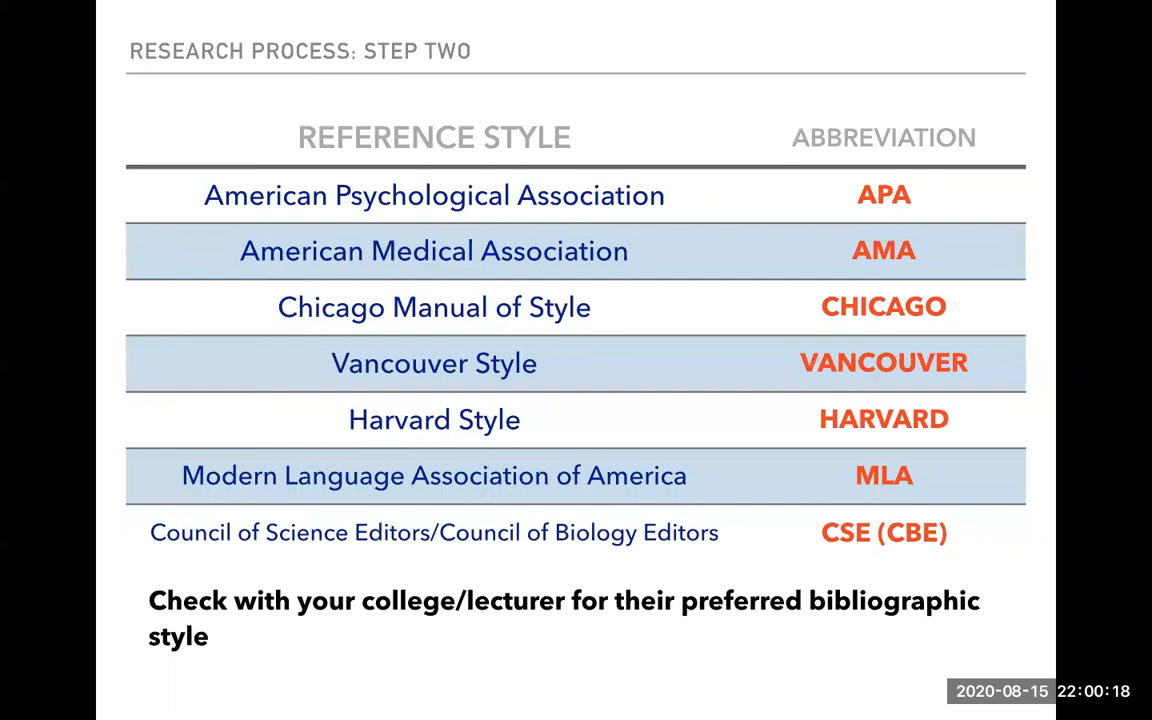 RESEARCH PROCESS: STEP TWO
REFERENCE STYLE ABBREVIATION
American Psychological Association APA
American Medical Association AMA
Chicago Manual of Style CHICAGO
Vancouver Style VANCOUVER
Harvard Style HARVARD
Modern Language Association of America MLA
Council of Science Editors/Council of Biology Editors CSE (CBE)
Check with your college/lecturer for their preferred bibliographic
style
2020-08-15 22:00:18